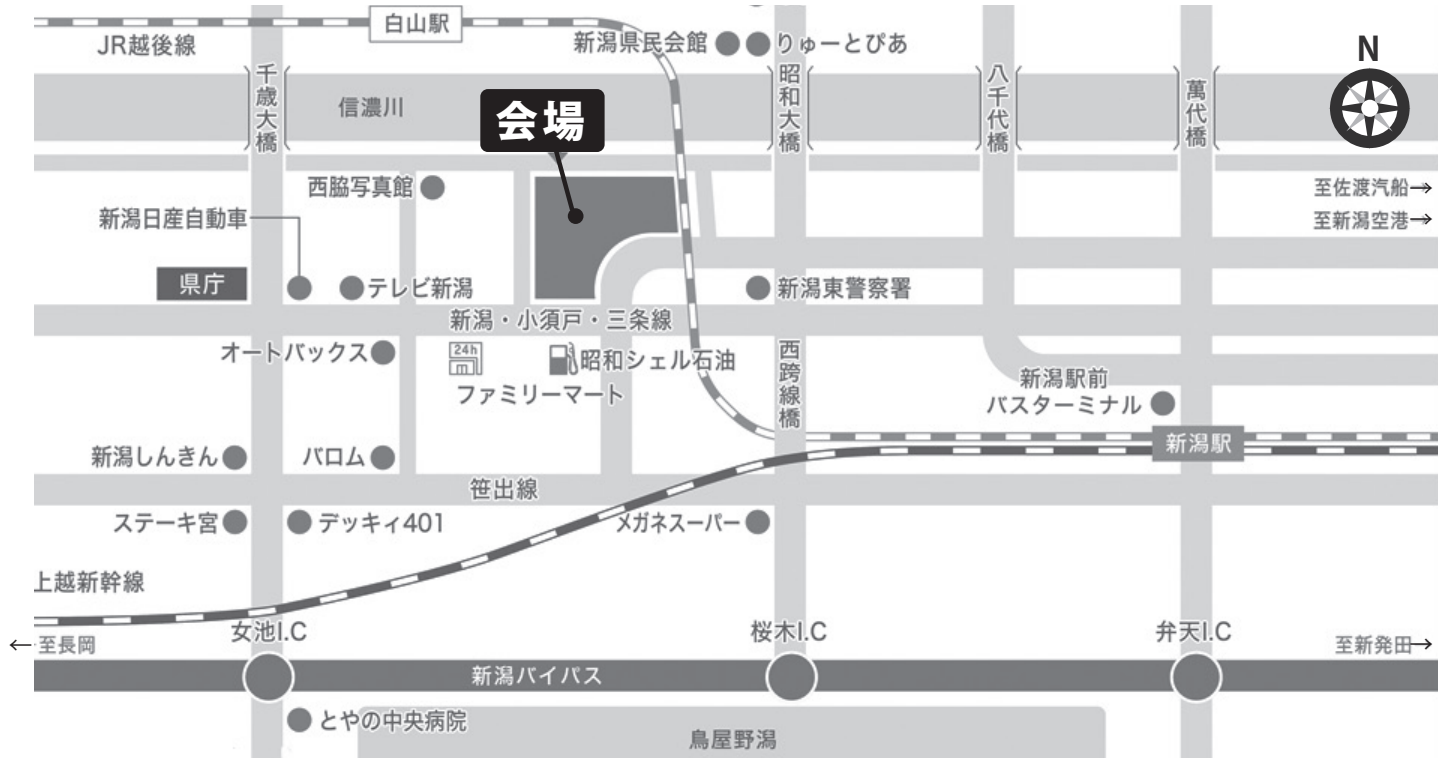 白山駅
JR越後線
新潟県民会館
りゅーとぴあ
N
千歳大橋
信濃川
会場
昭和大橋
八千代橋
萬代橋
西脇写真館
至佐渡汽船→
新潟日産自動車
至新潟空港→
県庁
テレビ新潟
新潟東警察署
新潟・小須戸・三条線
オートバックス
24h
ファミリーマート
昭和シェル石油
西跨線橋
新潟駅前
バスターミナル
新潟駅
新潟しんきん
バロム
笹出線
ステーキ宮
デッキィ401
メガネスーパー
上越新幹線
←至長岡
女池I.C
桜木I.C
弁天I.C
至新発田→
新潟バイパス
とやの中央病院
鳥屋野潟